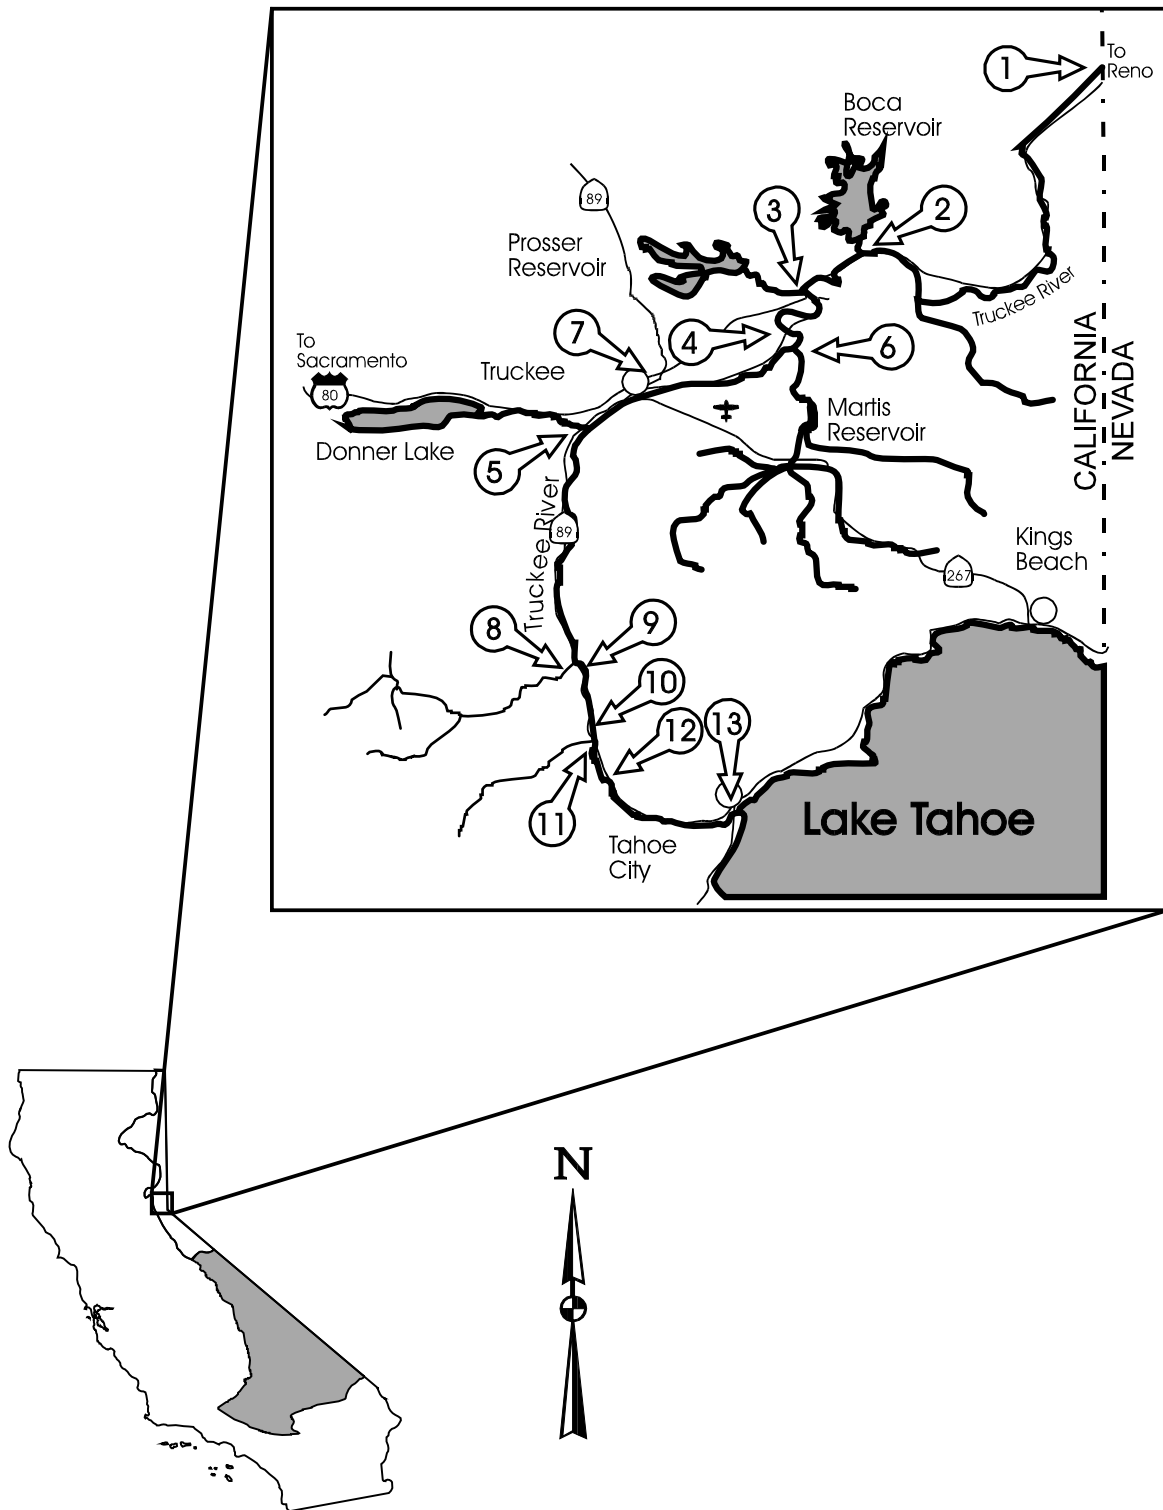 1
To
Reno
Boca
Reservoir
89
3
2
Prosser
Reservoir
Truckee River
7
4
6
To
Sacramento
80
Truckee
CALIFORNIA
NEVADA
Martis
Reservoir
Donner Lake
5
Truckee River
89
Kings
Beach
267
8
9
10
12
13
11
Lake Tahoe
Tahoe
City
N